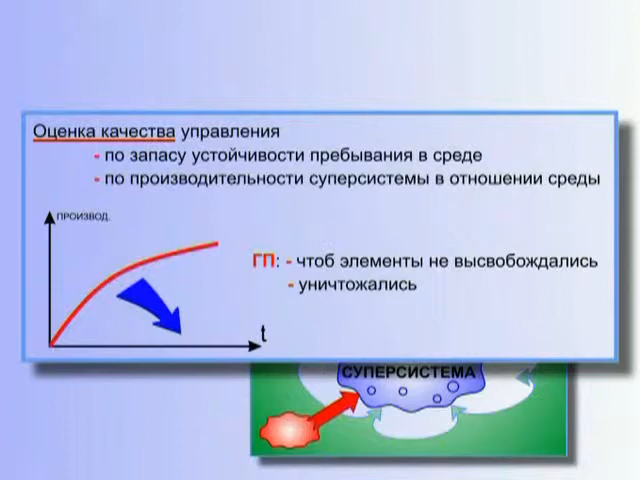 Оценка качества управления
- по запасу устойчивости пребывания в среде
- по производительности суперсистемы в отношении среды
ПРОИЗВОД.
ГП: - чтоб элементы не высвобождались
- уничтожались
t
СУПЕРСИСТЕМА